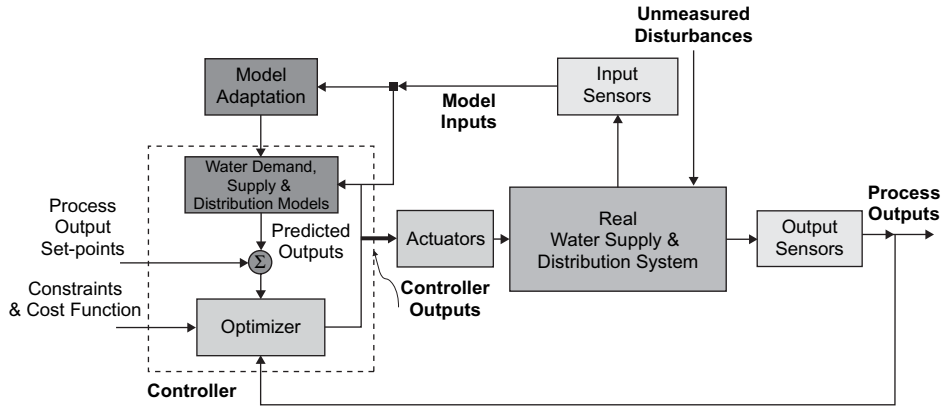 Unmeasured
Disturbances
Model
Adaptation
Input
Sensors
Model
Inputs
Water Demand,
Supply &
Distribution Models
Process
Output
Set-points
Predicted
Outputs
Actuators
Real
Water Supply &
Distribution System
Process
Outputs
Output
Sensors
Σ
Constraints
& Cost Function
Controller
Outputs
Optimizer
Controller